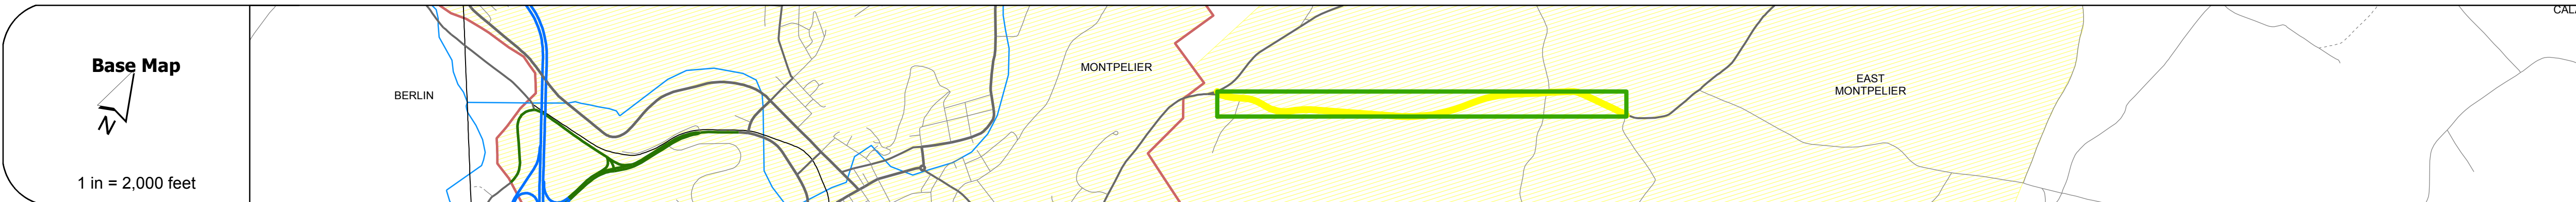 Base Map
N
1 in = 2,000 feet
BERLIN
MONTPELIER
EAST
MONTPELIER